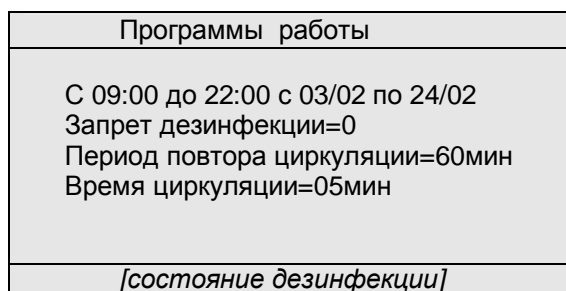 Программы работы
С 09:00 до 22:00 с 03/02 по 24/02
Запрет дезинфекции=0
Период повтора циркуляции=60мин
Время циркуляции=05мин
[состояние дезинфекции]